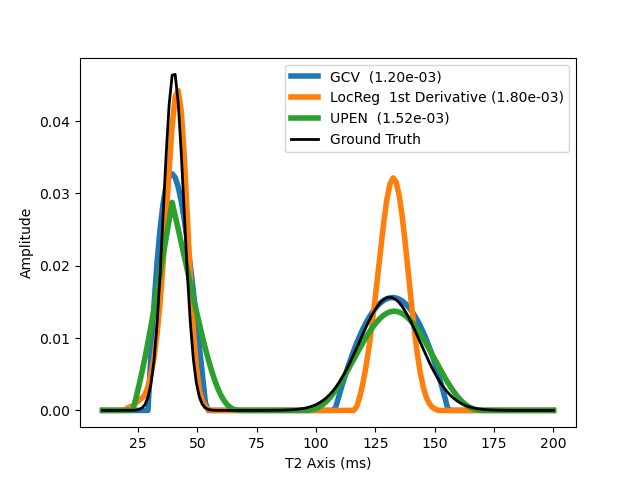 GCV  (1.20e-03)
LocReg  1st Derivative (1.80e-03)
UPEN  (1.52e-03)
Ground Truth
Amplitude
0.04
0.03
0.02
0.01
0.00
25 50 75 100 125 150 175 200
T2 Axis (ms)